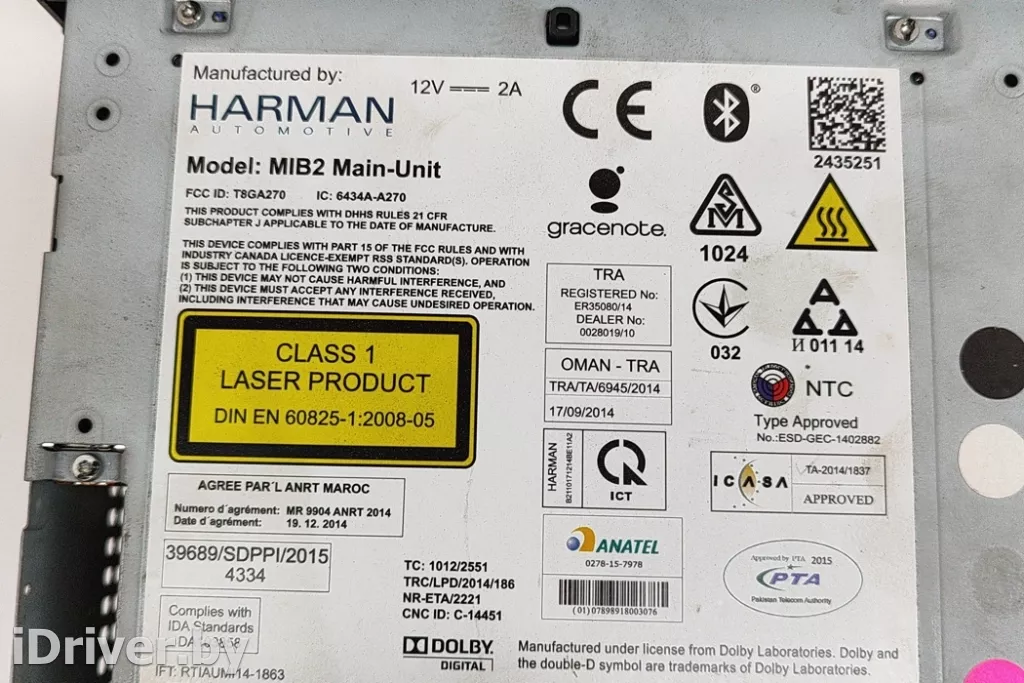 Manufactured by:
12V 2A
HARMAN
AUTOMOTIVE
Model: MIB2 Main-Unit
FCC ID: T8GA270 IC: 6434A-A270
THIS PRODUCT COMPLIES WITH DHHS RULES 21 CFR
SUBCHAPTER J APPLICABLE TO THE DATE OF MANUFACTURE.
THIS DEVICE COMPLIES WITH PART 15 OF THE FCC RULES AND WITH
INDUSTRY CANADA LICENCE-EXEMPT RSS STANDARD(S). OPERATION
IS SUBJECT TO THE FOLLOWING TWO CONDITIONS:
(1) THIS DEVICE MAY NOT CAUSE HARMFUL INTERFERENCE, AND
(2) THIS DEVICE MUST ACCEPT ANY INTERFERENCE RECEIVED,
INCLUDING INTERFERENCE THAT MAY CAUSE UNDESIRED OPERATION.
CLASS 1
LASER PRODUCT
DIN EN 60825-1:2008-05
AGREE PAR´L ANRT MAROC
Numero d´agrément: MR 9904 ANRT 2014
Date d´agrément: 19. 12. 2014
39689/SDPPI/2015
4334
Complies with
IDA Standards
IFT: RTIAUMI14-1863
TC: 1012/2551
TRC/LPD/2014/186
NR-ETA/2221
CNC ID: C-14451
DOLBY
DIGITAL
Manufactured under license from Dolby Laboratories. Dolby and
the double-D symbol are trademarks of Dolby Laboratories.
CE
®
2435251
gracenote.
SM
1024
TRA
REGISTERED No:
ER35080/14
DEALER No:
0028019/10
OMAN - TRA
TRA/TA/6945/2014
17/09/2014
HARMAN
B21101171214BE11A2
ICT
ANATEL
0278-15-7978
(01)07898918003076
032
И 011 14
NTC
Type Approved
No.:ESD-GEC-1402882
ICASA
TA-2014/1837
APPROVED
Approved by PTA 2015
PTA
Pakistan Telecom Authority
iDriver.by